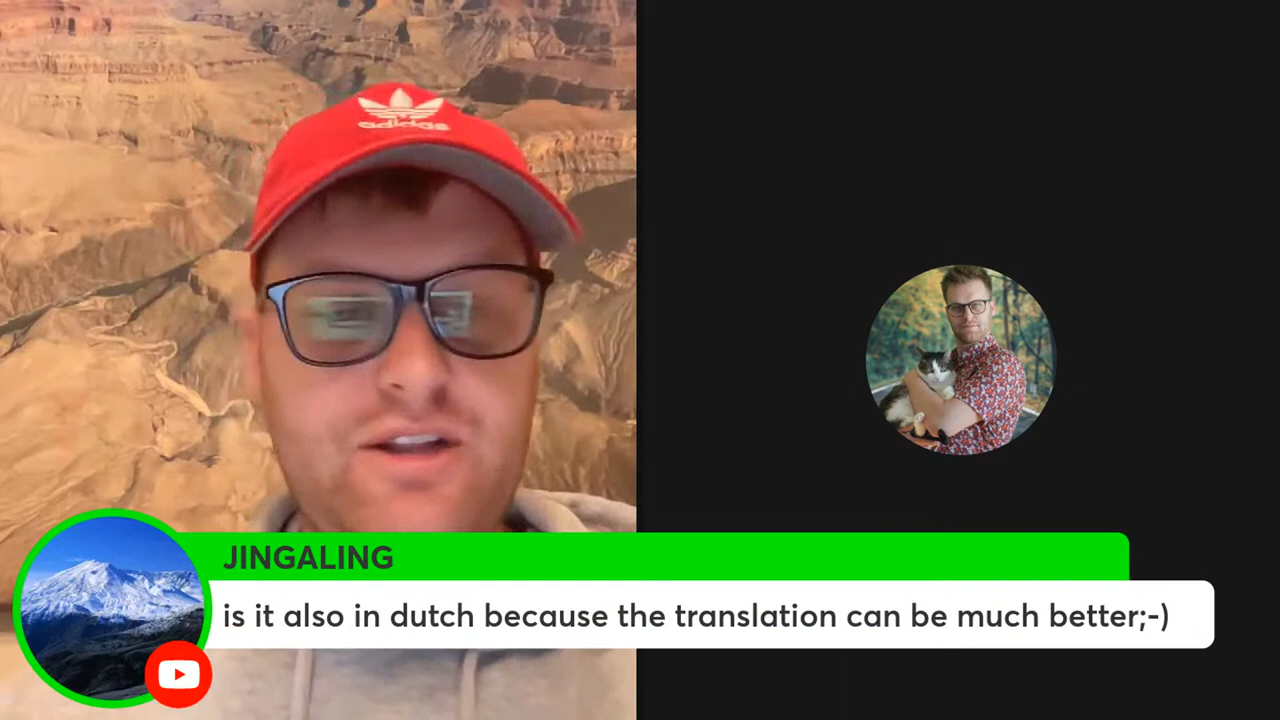 adidas
JINGALING
is it also in dutch because the translation can be much better;-)